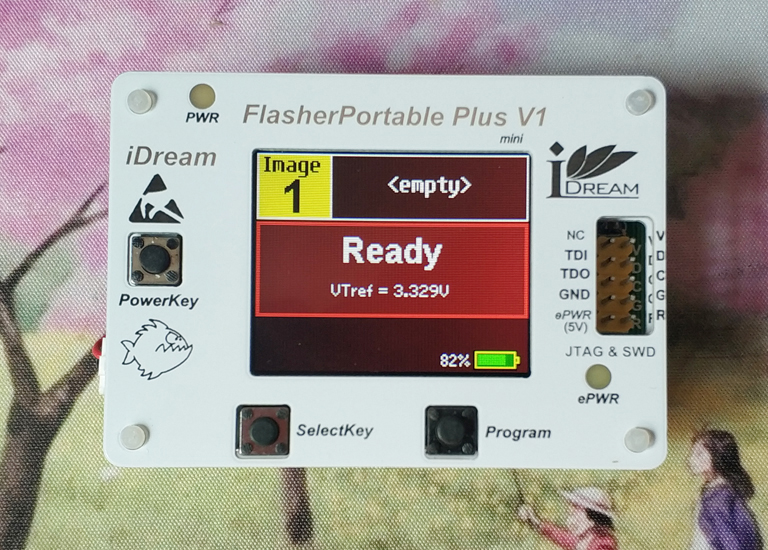 PWR
FlasherPortable Plus V1
mini
iDream
Image
1
<empty>
iDREAM
Ready
VTref = 3.329V
82%
PowerKey
NC
TDI
TDO
GND
ePWR
(5V)
V
D
C
G
R
JTAG & SWD
ePWR
SelectKey
Program